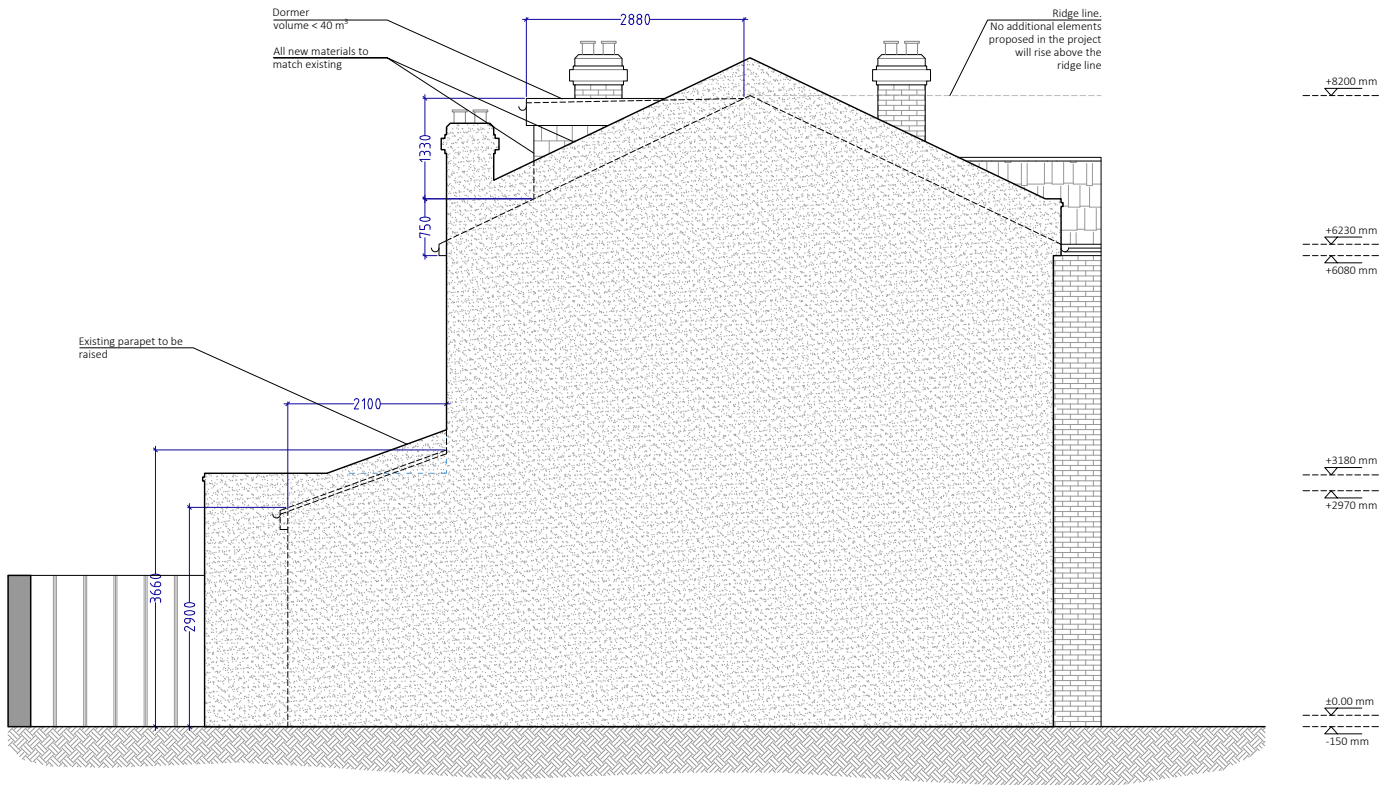 Dormer
volume < 40 m³
All new materials to
match existing
2880
Ridge line.
No additional elements
proposed in the project
will rise above the
ridge line
+8200 mm
1330
750
+6230 mm
+6080 mm
Existing parapet to be
raised
2100
+3180 mm
+2970 mm
3660
2900
±0.00 mm
-150 mm